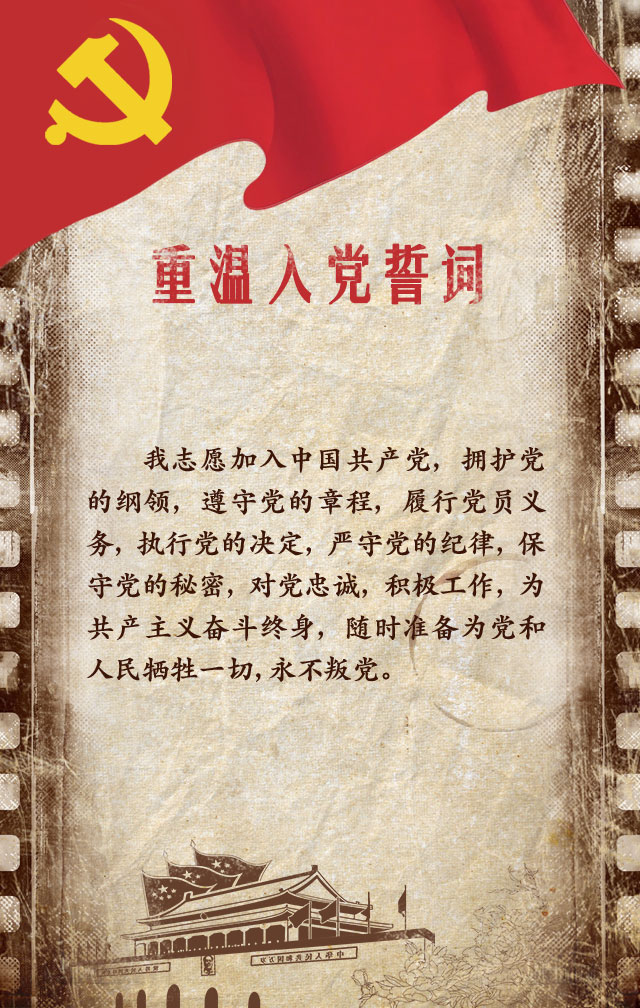 重温入党誓词
我志愿加入中国共产党，拥护党
的纲领，遵守党的章程，履行党员义
务，执行党的决定，严守党的纪律，保
守党的秘密，对党忠诚，积极工作，为
共产主义奋斗终身，随时准备为党和
人民牺牲一切，永不叛党。